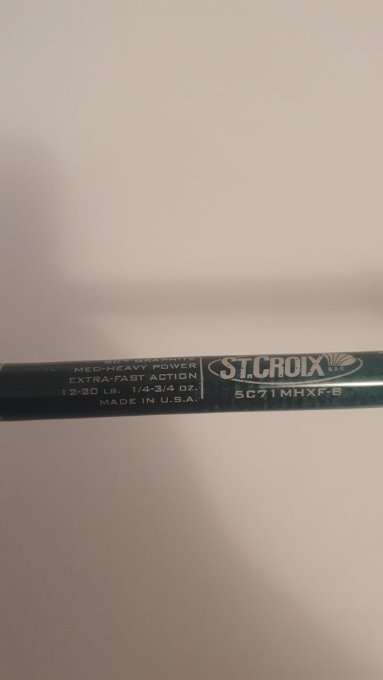 GRAPHITE
MED-HEAVY POWER
EXTRA-FAST ACTION
12-20 LB. 1/4-3/4 OZ.
MADE IN U.S.A.
ST.CROIX
5C71MHXF-B